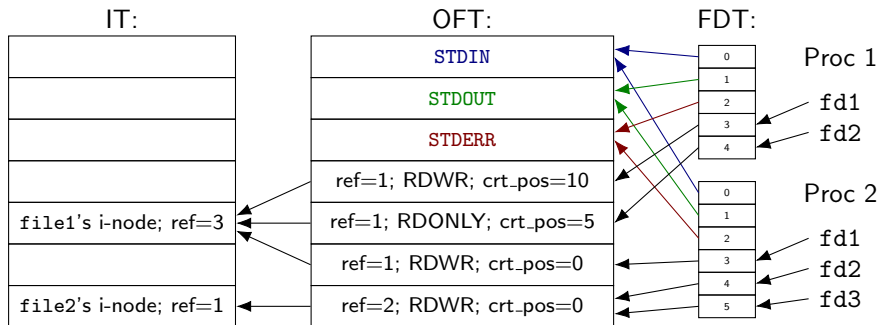 IT:
OFT:
FDT:
STDIN
STDOUT
STDERR
ref=1; RDWR; crt_pos=10
ref=1; RDONLY; crt_pos=5
ref=1; RDWR; crt_pos=0
ref=2; RDWR; crt_pos=0
file1's i-node; ref=3
file2's i-node; ref=1
0
1
2
3
4
Proc 1
fd1
fd2
0
1
2
3
4
5
Proc 2
fd1
fd2
fd3